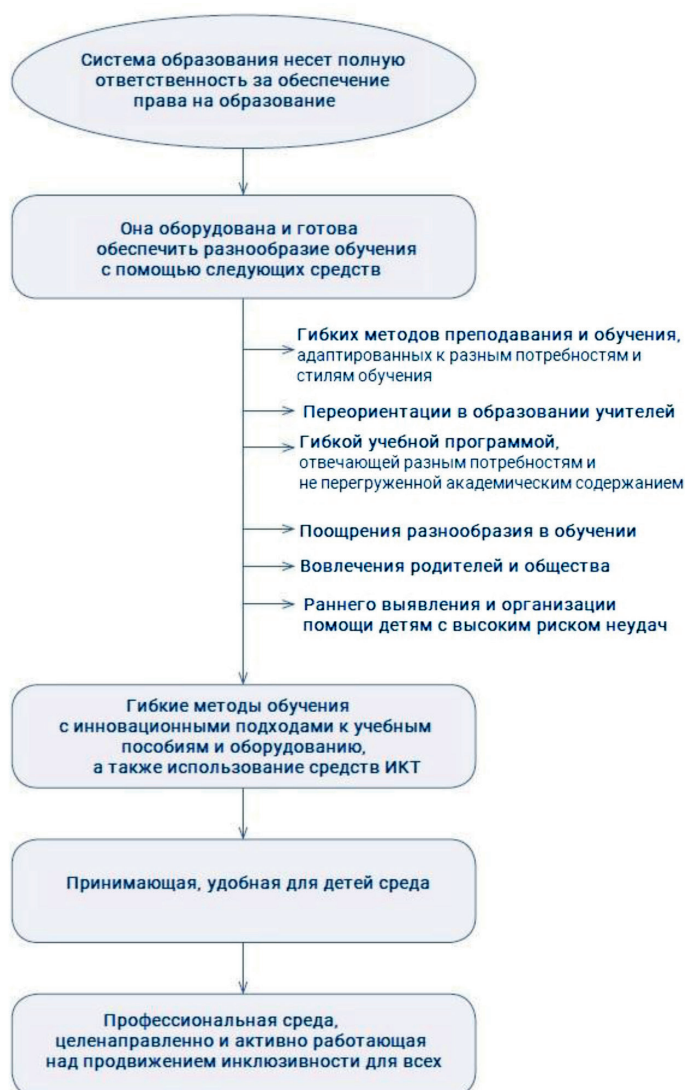 Система образования несет полную
ответственность за обеспечение
права на образование
Она оборудована и готова
обеспечить разнообразие обучения
с помощью следующих средств
Гибких методов преподавания и обучения,
адаптированных к разным потребностям и
стилям обучения
Переориентации в образовании учителей
Гибкой учебной программой,
отвечающей разным потребностям и
не перегруженной академическим содержанием
Поощрения разнообразия в обучении
Вовлечения родителей и общества
Раннего выявления и организации
помощи детям с высоким риском неудач
Гибкие методы обучения
с инновационными подходами к учебным
пособиям и оборудованию,
а также использование средств ИКТ
Принимающая, удобная для детей среда
Профессиональная среда,
целенаправленно и активно работающая
над продвижением инклюзивности для всех